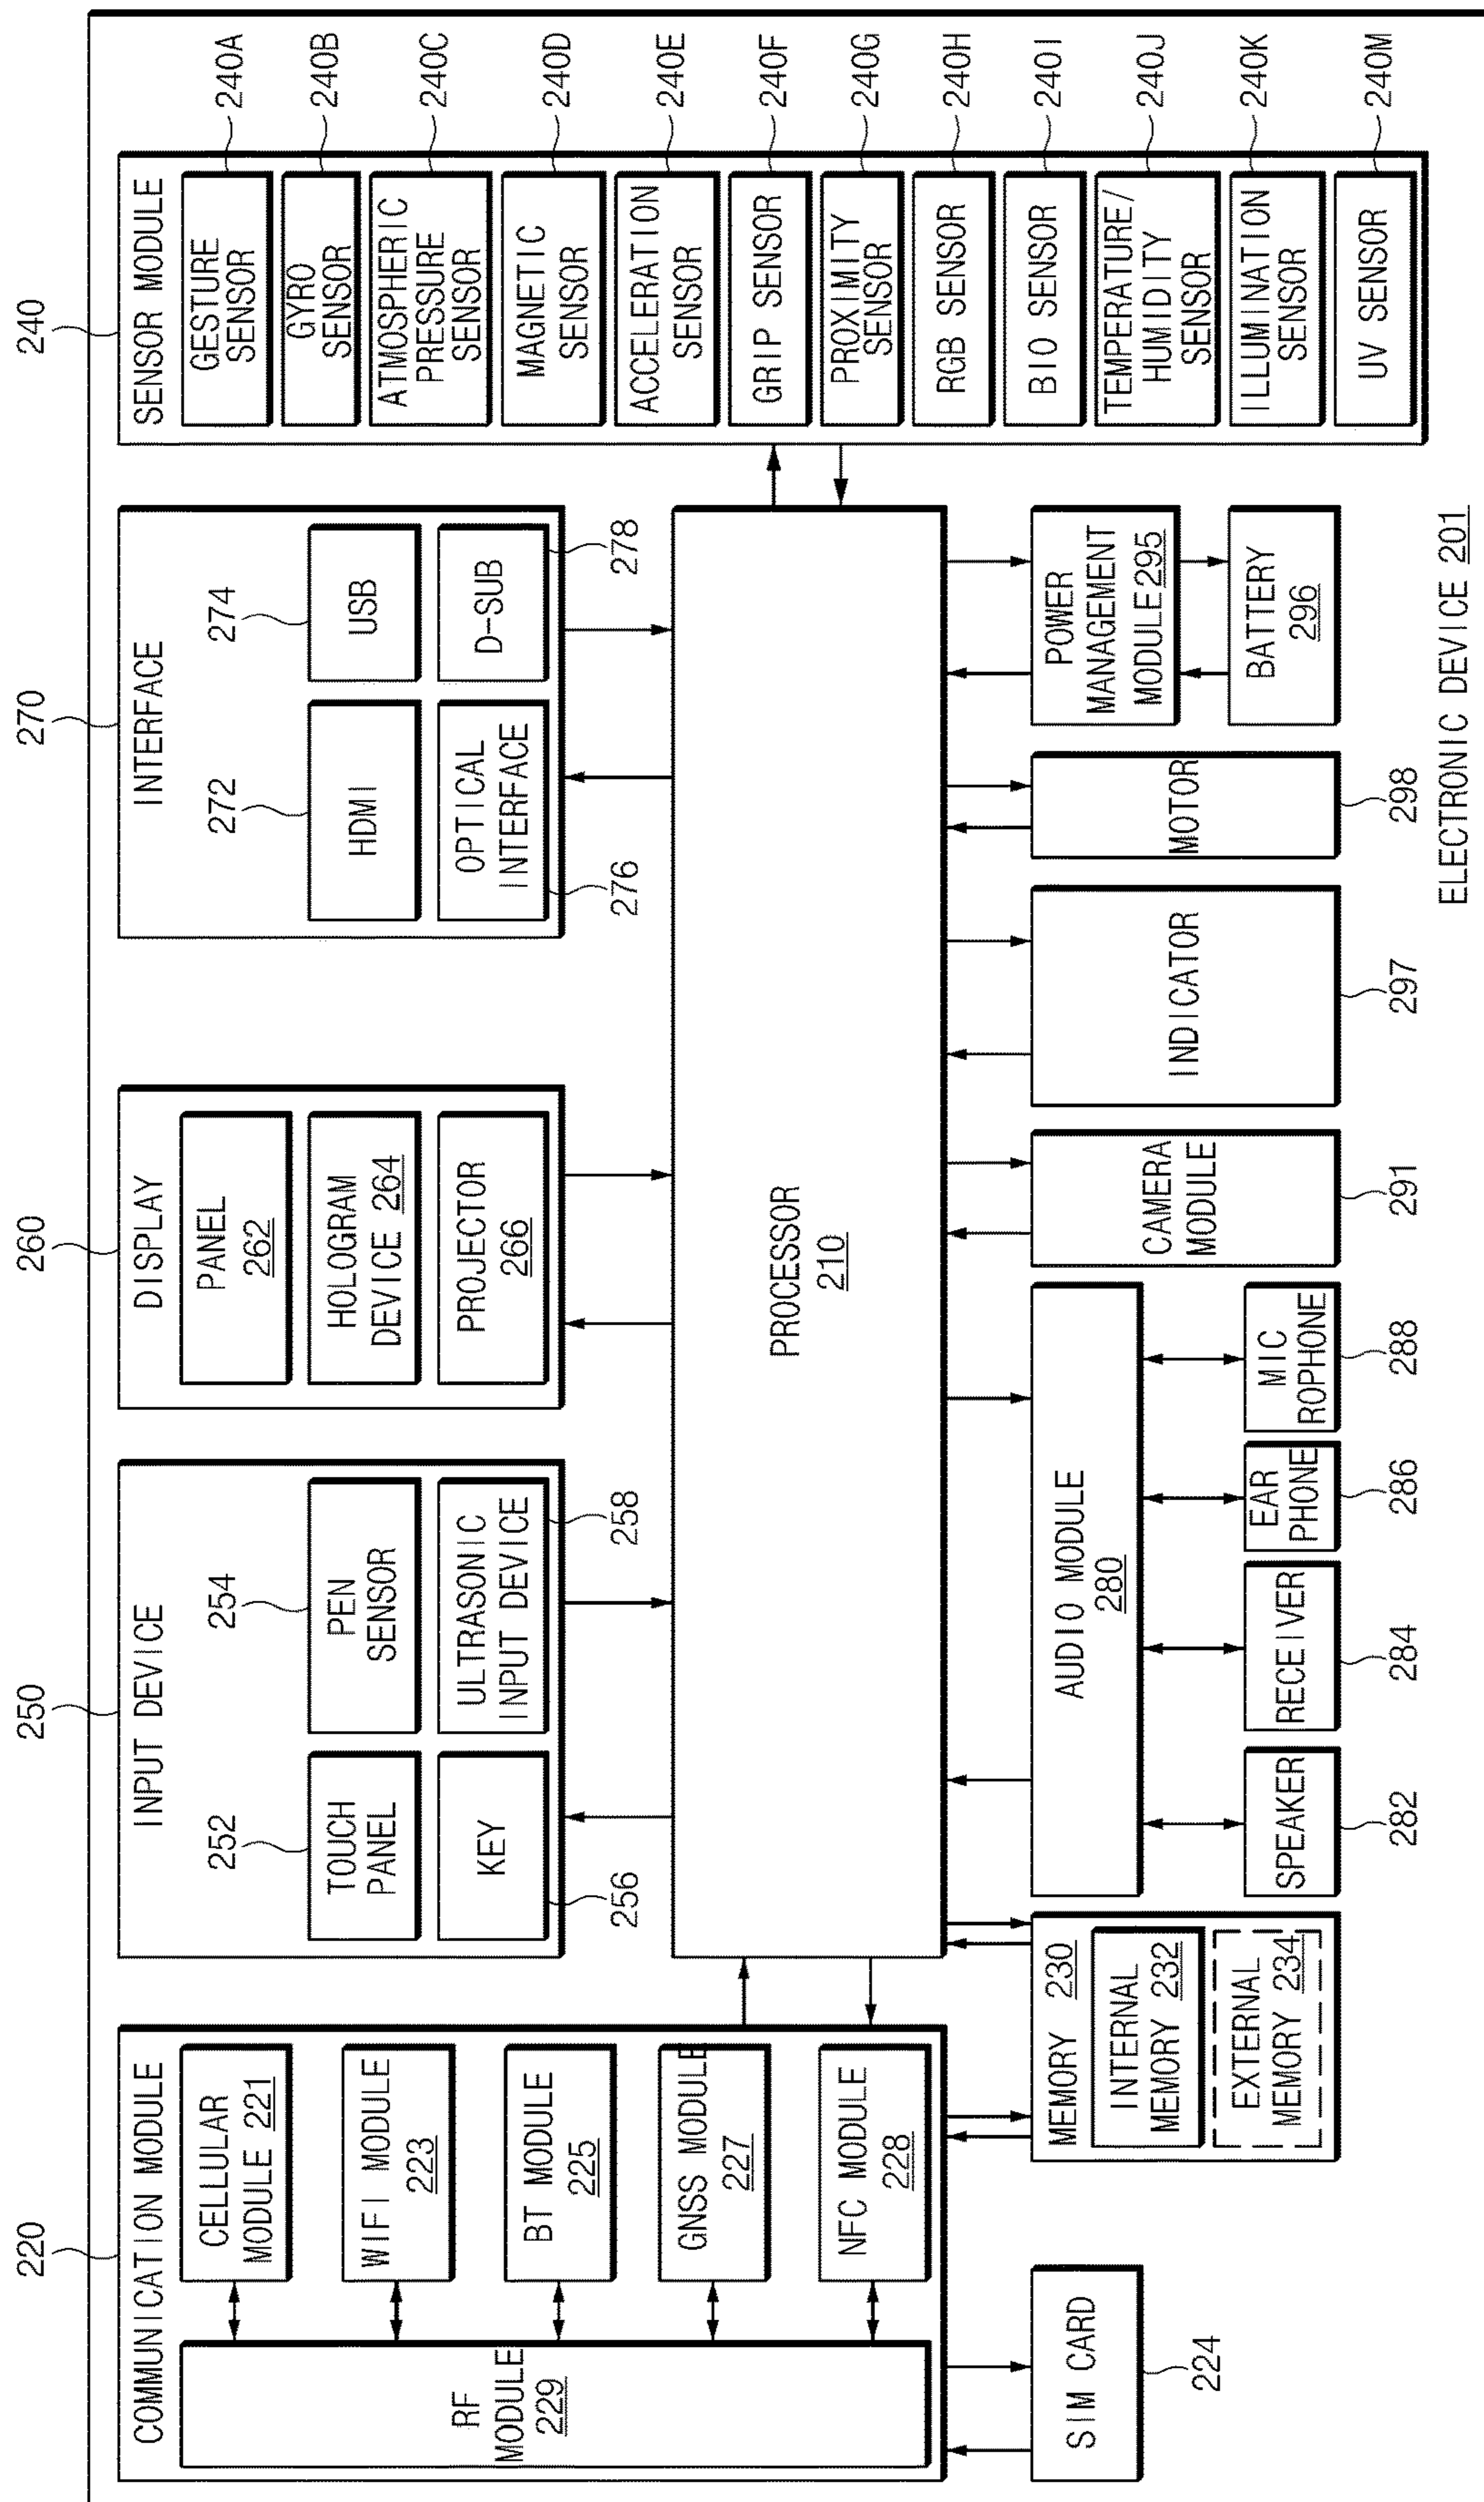 220
COMMUNICATION MODULE
RF
MODULE
229
CELLULAR
MODULE 221
WIFI MODULE
223
BT MODULE
225
GNSS MODULE
227
NFC MODULE
228
250
INPUT DEVICE
252
TOUCH
PANEL
254
PEN
SENSOR
KEY
256
ULTRASONIC
INPUT DEVICE
258
260
DISPLAY
PANEL
262
HOLOGRAM
DEVICE 264
PROJECTOR
266
270
INTERFACE
272
HDMI
274
USB
OPTICAL
INTERFACE
276
D-SUB
278
240
SENSOR MODULE
GESTURE
SENSOR
240A
GYRO
SENSOR
240B
ATMOSPHERIC
PRESSURE
SENSOR
240C
MAGNETIC
SENSOR
240D
ACCELERATION
SENSOR
240E
GRIP SENSOR
240F
PROXIMITY
SENSOR
240G
RGB SENSOR
240H
BIO SENSOR
240I
TEMPERATURE/
HUMIDITY
SENSOR
240J
ILLUMINATION
SENSOR
240K
UV SENSOR
240M
PROCESSOR
210
SIM CARD
224
MEMORY 230
INTERNAL
MEMORY 232
EXTERNAL
MEMORY 234
AUDIO MODULE
280
SPEAKER
282
RECEIVER
284
EAR
PHONE
286
MIC
ROPHONE
288
CAMERA
MODULE
291
INDICATOR
297
MOTOR
298
POWER
MANAGEMENT
MODULE 295
BATTERY
296
ELECTRONIC DEVICE 201